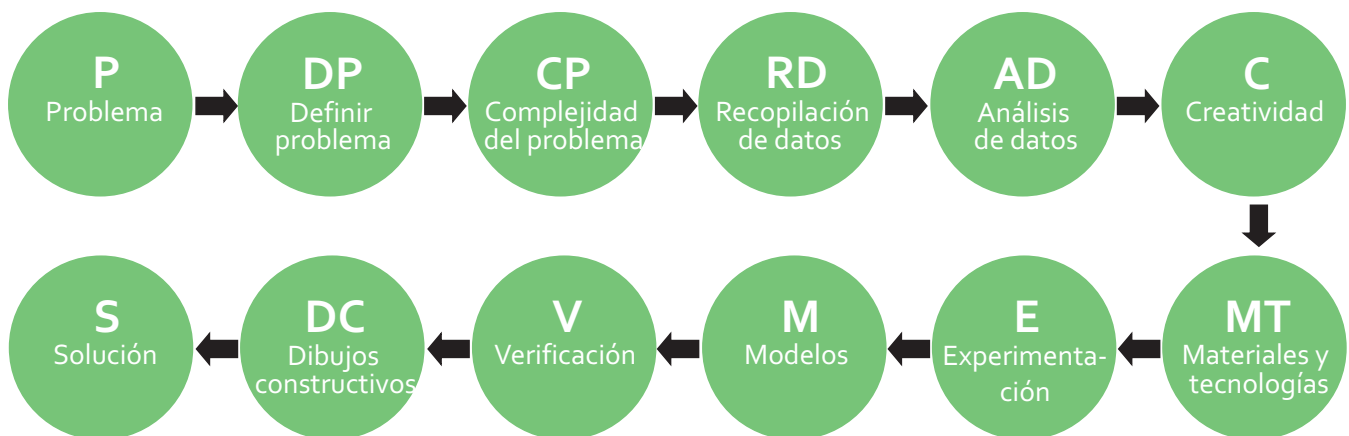 P
Problema
DP
Definir
problema
CP
Complejidad
del problema
RD
Recopilación
de datos
AD
Análisis
de datos
C
Creatividad
S
Solución
DC
Dibujos
constructivos
V
Verificación
M
Modelos
E
Experimenta-
ción
MT
Materiales y
tecnologías